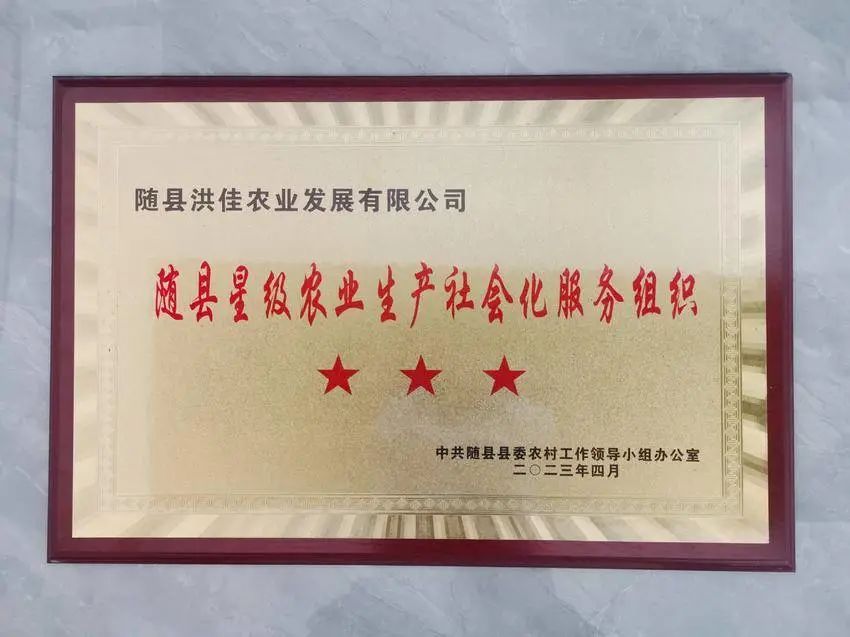 随县洪佳农业发展有限公司
随县星级农业生产社会化服务组织
中共随县县委农村工作领导小组办公室
二〇二三年四月